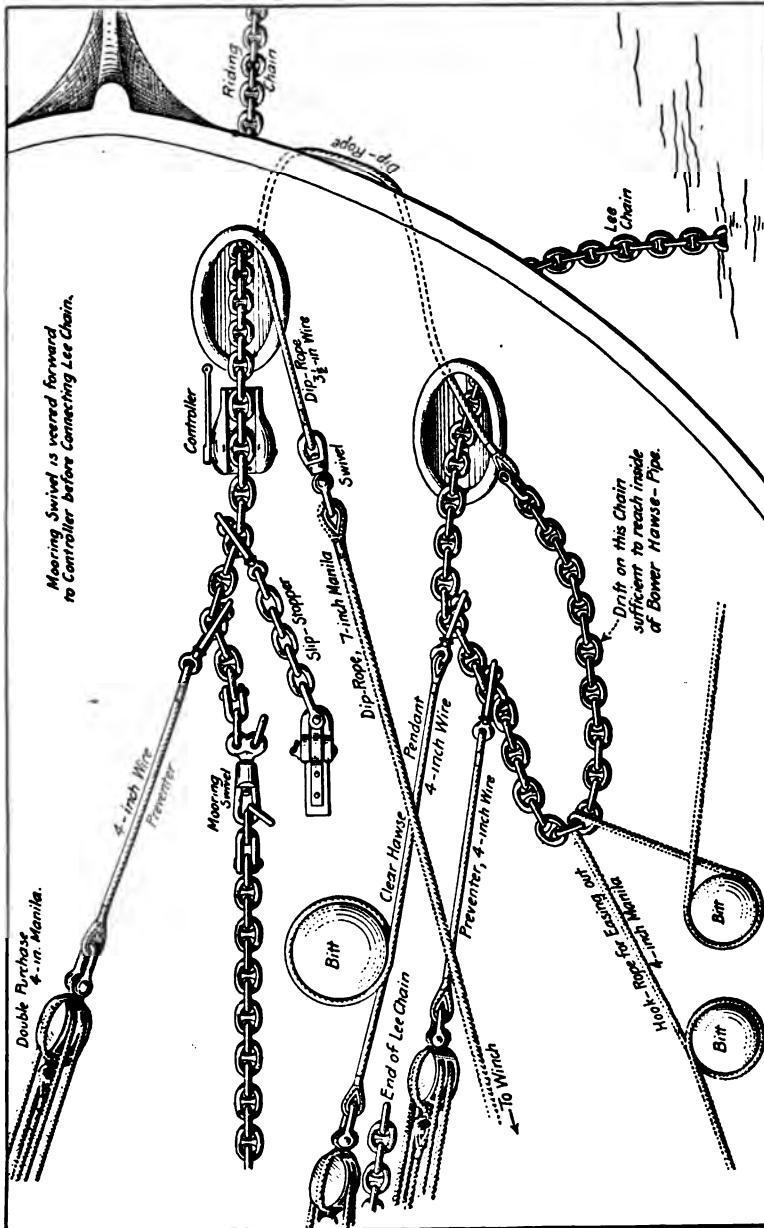 Riding
Chain
Dip-Rope
Lee
Chain
Mooring Swivel is veered forward
to Controller before Connecting Lee Chain.
Controller
Dip-Rope
3½-in Wire
Swivel
Slip-Stopper
Drift on this Chain
sufficient to reach inside
of Bower Hawse-Pipe.
4-inch Wire
Preventer
Mooring
Swivel
Dip-Rope, 7-inch Manila
Pendant
4-inch Wire
Clear Hawse
Preventer, 4-inch Wire
Double Purchase
4-in. Manila.
Bitt
End of Lee Chain
To Winch
Hook-Rope for Easing out
4-inch Manila
Bitt
Bitt